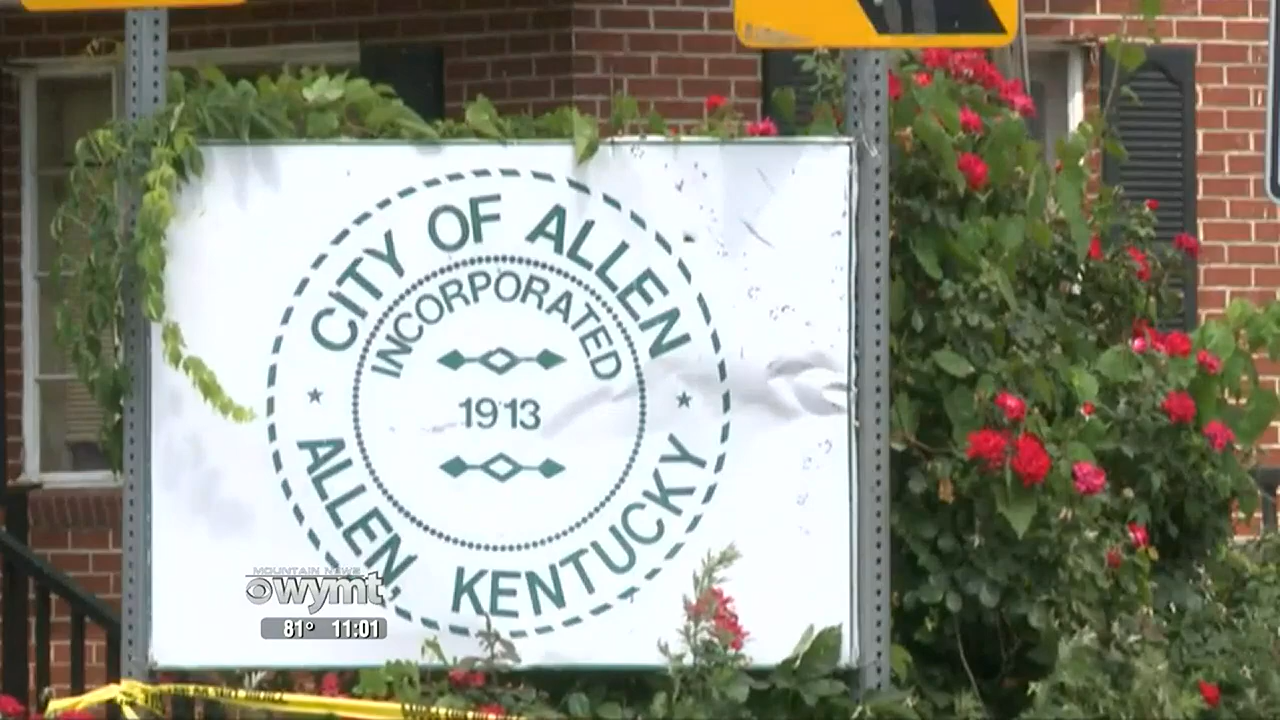 CITY OF ALLEN
INCORPORATED
1913
ALLEN, KENTUCKY
MOUNTAIN NEWS
wymt
81° 11:01